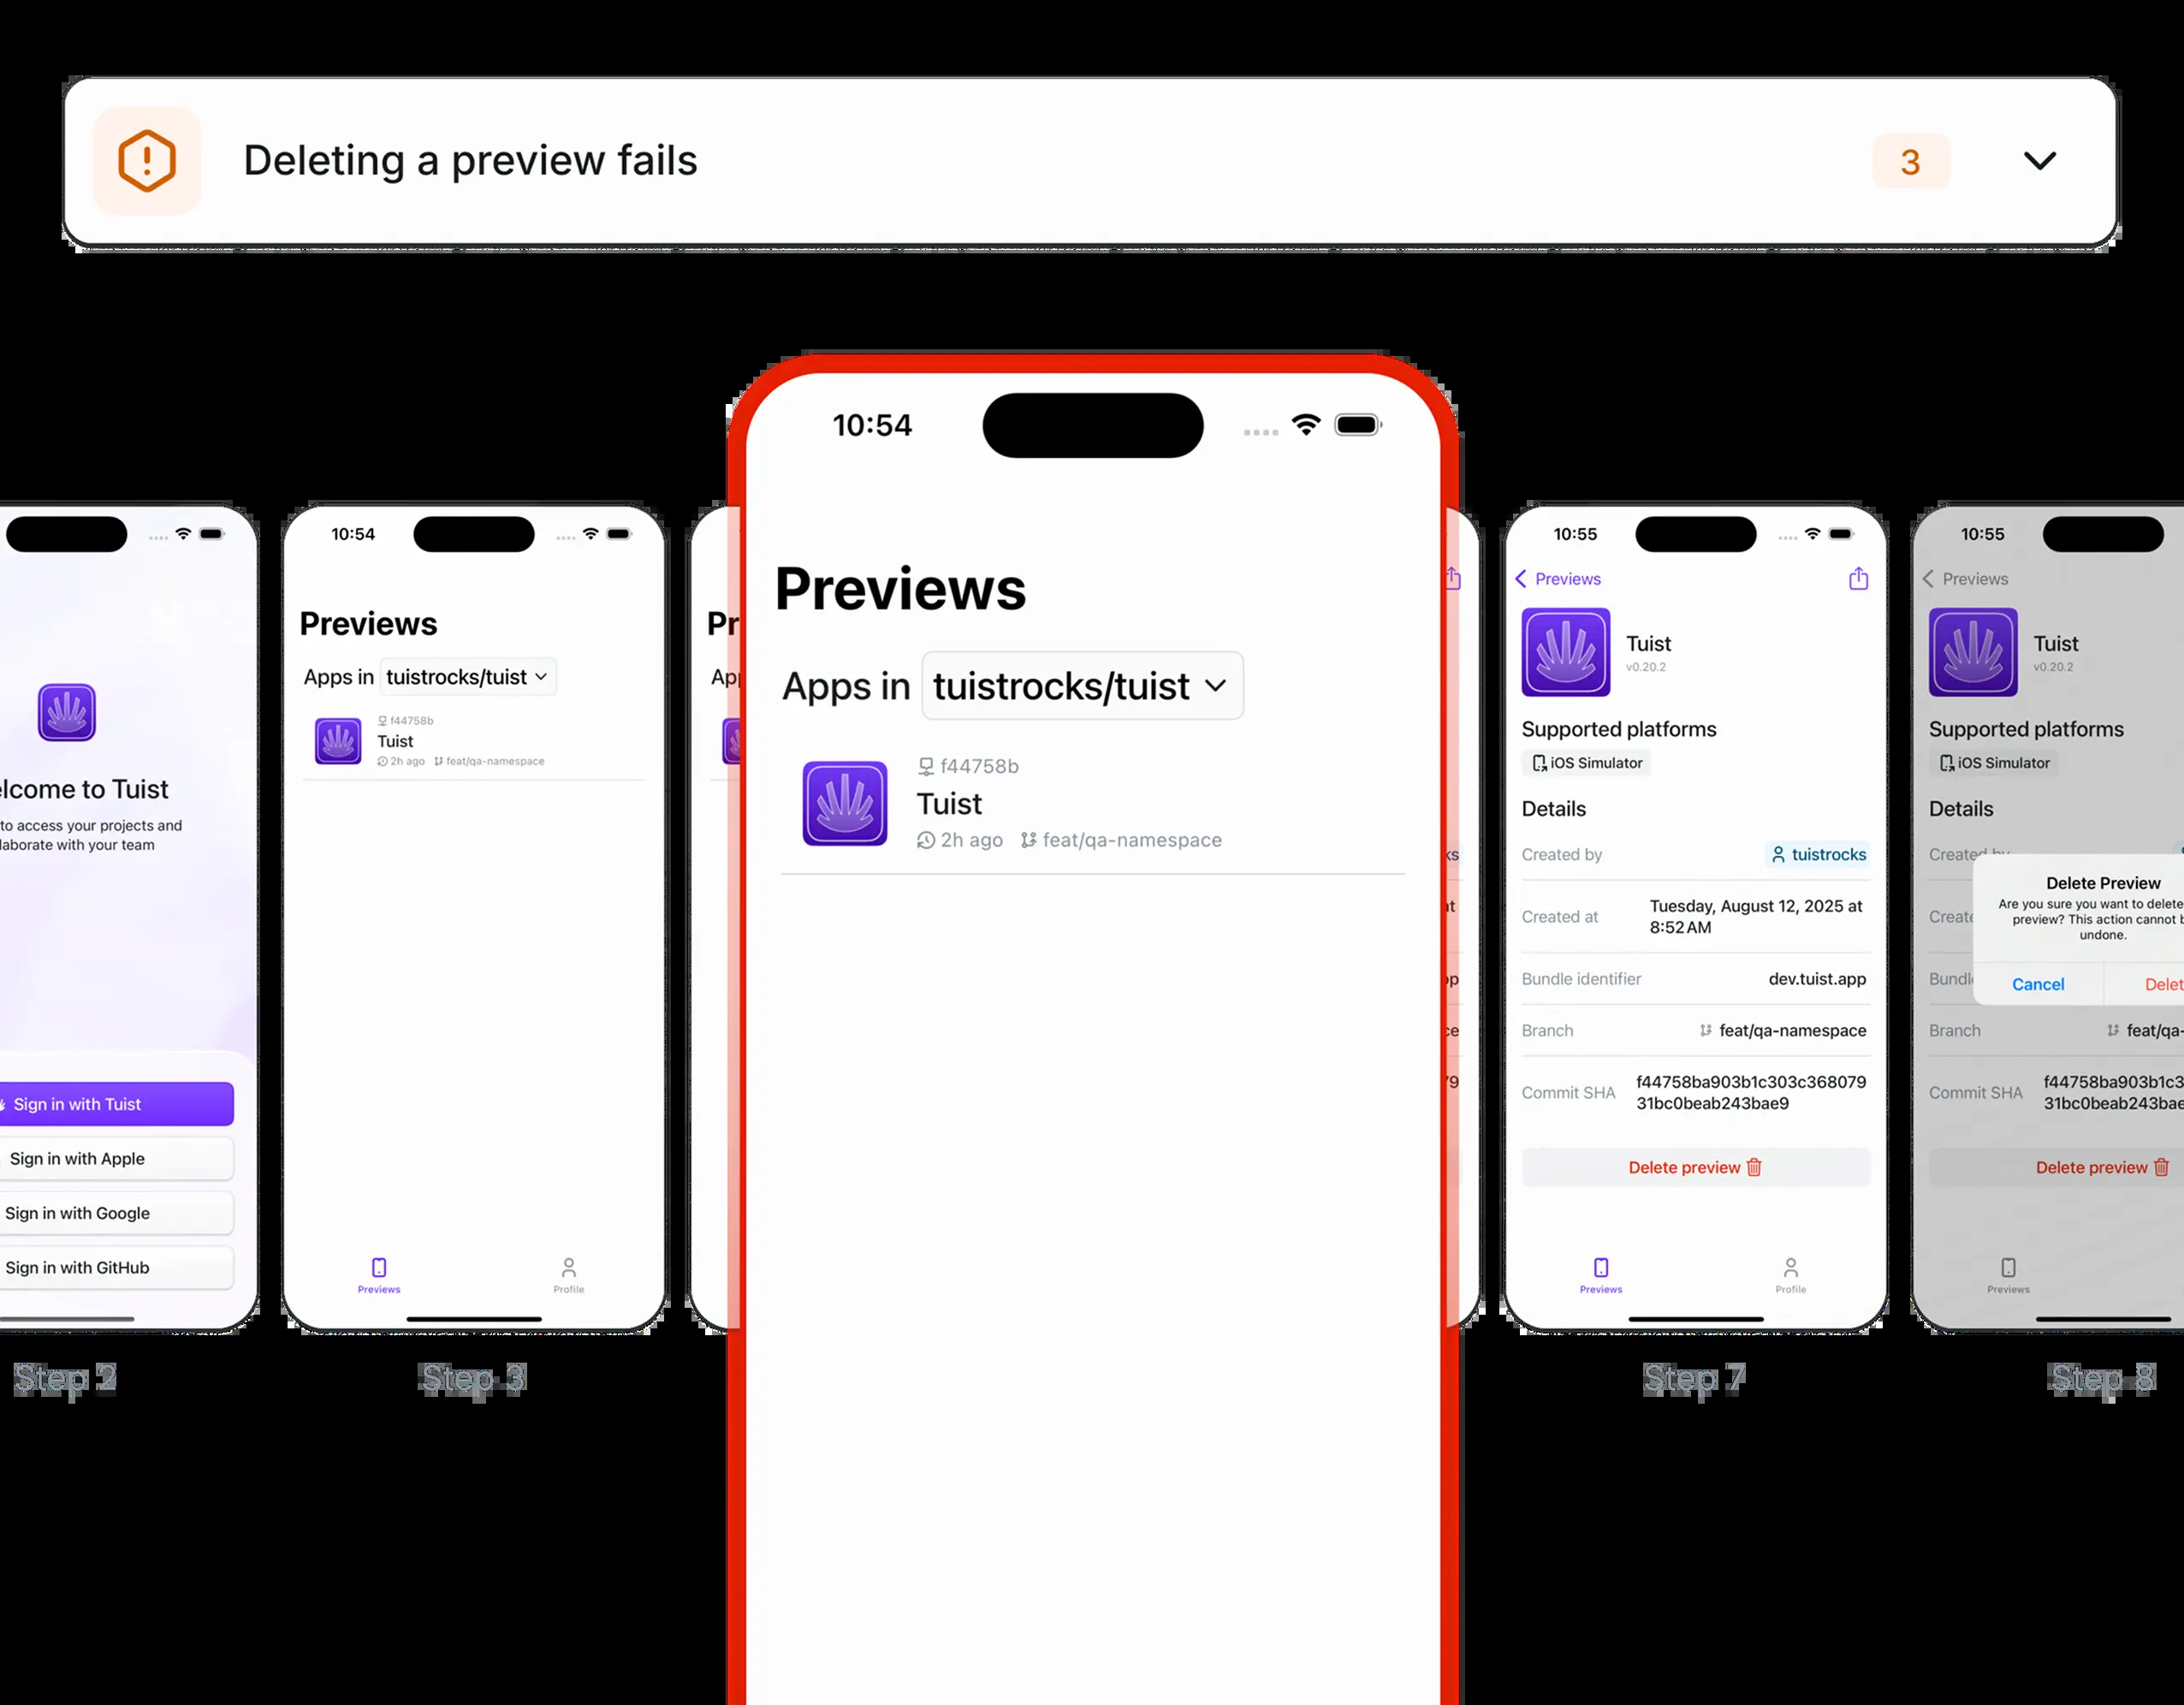 Deleting a preview fails
3
elcome to Tuist
to access your projects and
laborate with your team
Sign in with Tuist
Sign in with Apple
Sign in with Google
Sign in with GitHub
Step 2
10:54
Previews
Apps in tuistrocks/tuist
f44758b
Tuist
2h ago feat/qa-namespace
Previews
Profile
Step 3
Pr
App
10:54
Previews
Apps in tuistrocks/tuist
f44758b
Tuist
2h ago feat/qa-namespace
10:55
Previews
Tuist
v0.20.2
Supported platforms
iOS Simulator
Details
Created by tuistrocks
Created at Tuesday, August 12, 2025 at
8:52 AM
Bundle identifier dev.tuist.app
Branch feat/qa-namespace
Commit SHA f44758ba903b1c303c368079
31bc0beab243bae9
Delete preview
Previews
Profile
Step 7
10:55
Previews
Tuist
v0.20.2
Supported platforms
iOS Simulator
Details
Created by
Delete Preview
Are you sure you want to delete
preview? This action cannot b
undone.
Cancel
Delet
Branch feat/qa-
Commit SHA f44758ba903b1c3
31bc0beab243bae
Delete preview
Previews
Step 8